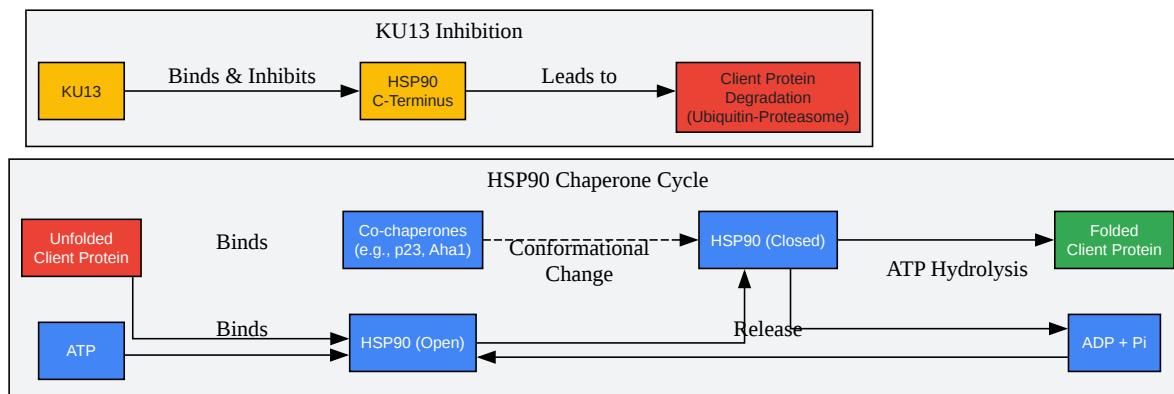 KU13 Inhibition
KU13
Binds & Inhibits
HSP90
C-Terminus
Leads to
Client Protein
Degradation
(Ubiquitin-Proteasome)
HSP90 Chaperone Cycle
Unfolded
Client Protein
Binds
Co-chaperones
(e.g., p23, Aha1)
Conformational
Change
HSP90 (Closed)
ATP Hydrolysis
Folded
Client Protein
ATP
Binds
HSP90 (Open)
Release
ADP + Pi